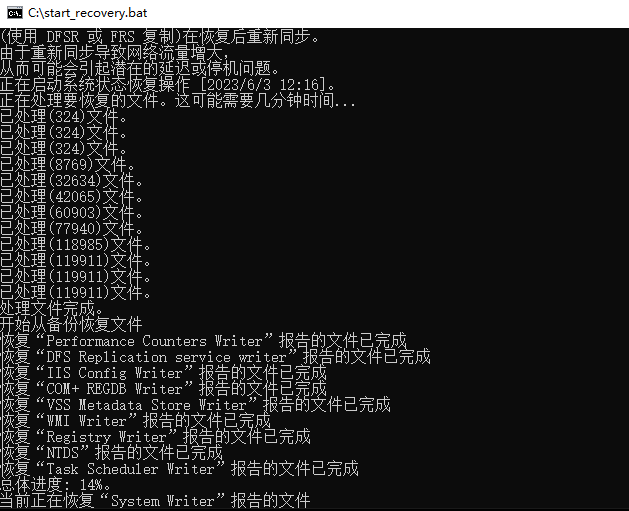 C:\start_recovery.bat
(使用 DFSR 或 FRS 复制)在恢复后重新同步。
由于重新同步导致网络流量增大,
从而可能会引起潜在的延迟或停机问题。
正在启动系统状态恢复操作 [2023/6/3 12:16]。
正在处理要恢复的文件。这可能需要几分钟时间...
已处理(324)文件。
已处理(324)文件。
已处理(324)文件。
已处理(8769)文件。
已处理(32634)文件。
已处理(42065)文件。
已处理(60903)文件。
已处理(77940)文件。
已处理(118985)文件。
已处理(119911)文件。
已处理(119911)文件。
已处理(119911)文件。
处理文件完成。
开始从备份恢复文件
恢复“Performance Counters Writer”报告的文件已完成
恢复“DFS Replication service writer”报告的文件已完成
恢复“IIS Config Writer”报告的文件已完成
恢复“COM+ REGDB Writer”报告的文件已完成
恢复“VSS Metadata Store Writer”报告的文件已完成
恢复“WMI Writer”报告的文件已完成
恢复“Registry Writer”报告的文件已完成
恢复“NTDS”报告的文件已完成
恢复“Task Scheduler Writer”报告的文件已完成
总体进度: 14%。
当前正在恢复“System Writer”报告的文件